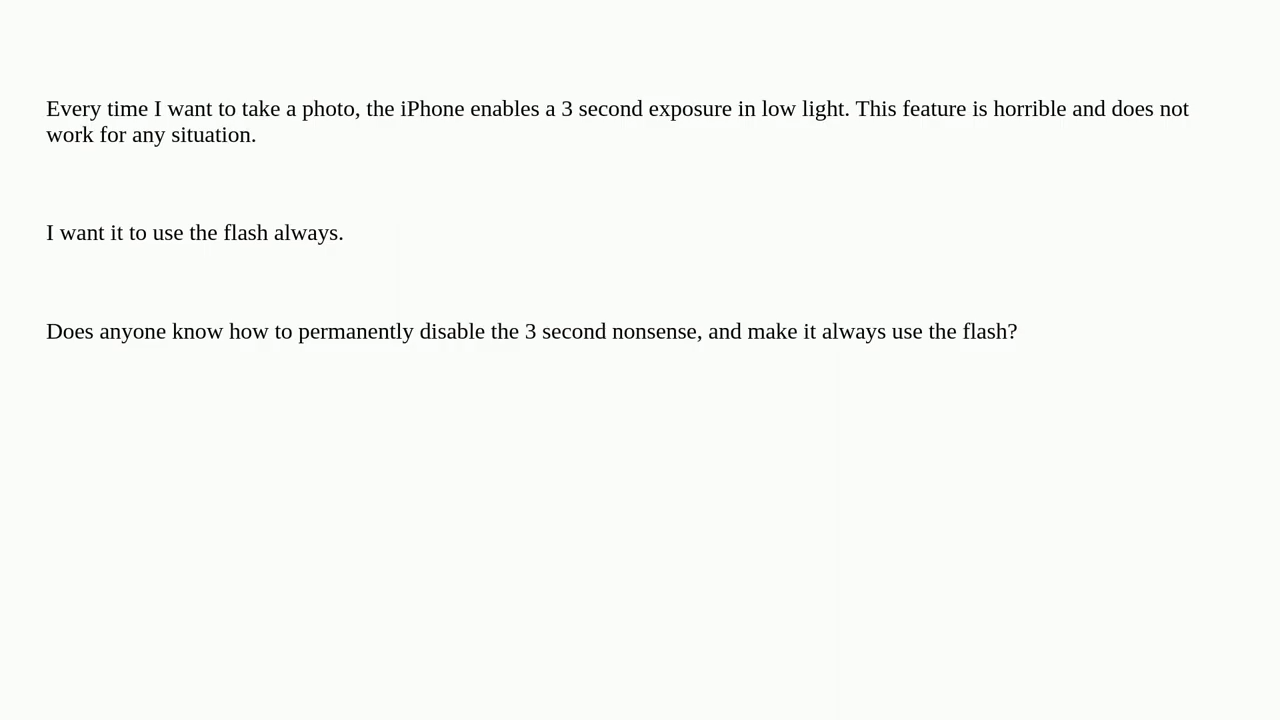 Every time I want to take a photo, the iPhone enables a 3 second exposure in low light. This feature is horrible and does not
work for any situation.
I want it to use the flash always.
Does anyone know how to permanently disable the 3 second nonsense, and make it always use the flash?